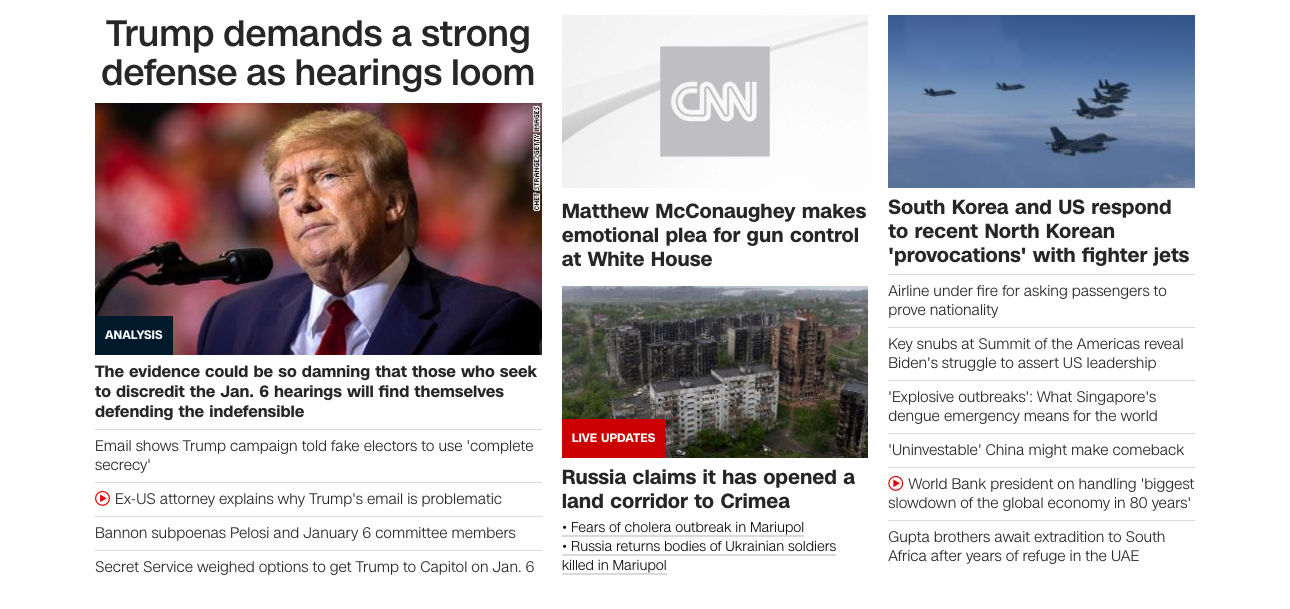 Trump demands a strong
defense as hearings loom
CHET STRANGE/GETTY IMAGES
ANALYSIS
The evidence could be so damning that those who seek
to discredit the Jan. 6 hearings will find themselves
defending the indefensible
Email shows Trump campaign told fake electors to use 'complete
secrecy'
Ex-US attorney explains why Trump's email is problematic
Bannon subpoenas Pelosi and January 6 committee members
Secret Service weighed options to get Trump to Capitol on Jan. 6
CNN
Matthew McConaughey makes
emotional plea for gun control
at White House
LIVE UPDATES
Russia claims it has opened a
land corridor to Crimea
• Fears of cholera outbreak in Mariupol
• Russia returns bodies of Ukrainian soldiers
killed in Mariupol
South Korea and US respond
to recent North Korean
'provocations' with fighter jets
Airline under fire for asking passengers to
prove nationality
Key snubs at Summit of the Americas reveal
Biden's struggle to assert US leadership
'Explosive outbreaks': What Singapore's
dengue emergency means for the world
'Uninvestable' China might make comeback
World Bank president on handling 'biggest
slowdown of the global economy in 80 years'
Gupta brothers await extradition to South
Africa after years of refuge in the UAE